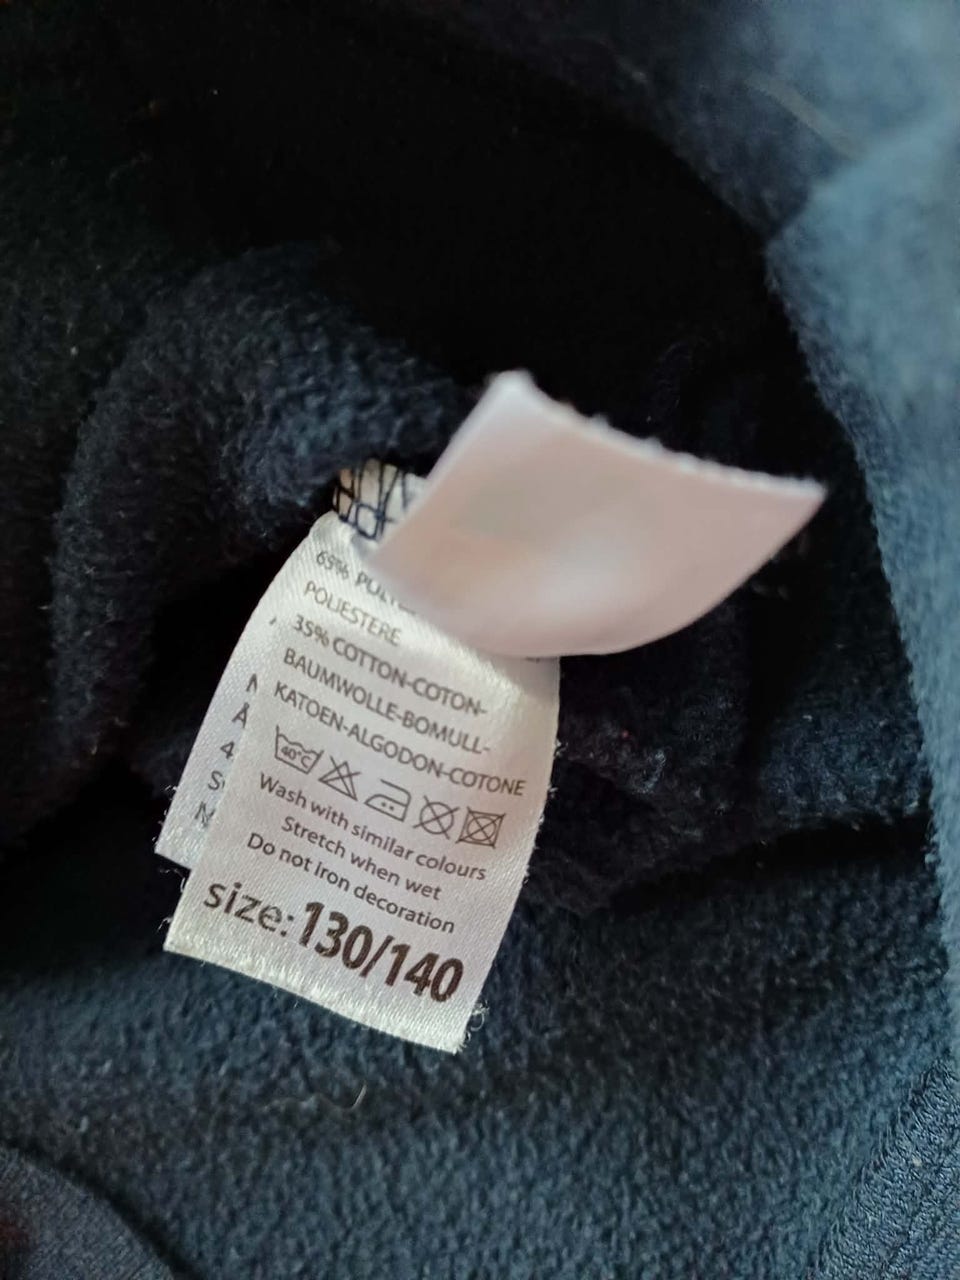 65%
POLIESTERE
35% COTTON-COTON-
BAUMWOLLE-BOMULL-
KATOEN-ALGODON-COTONE
40°C
Wash with similar colours
Stretch when wet
Do not iron decoration
size: 130/140